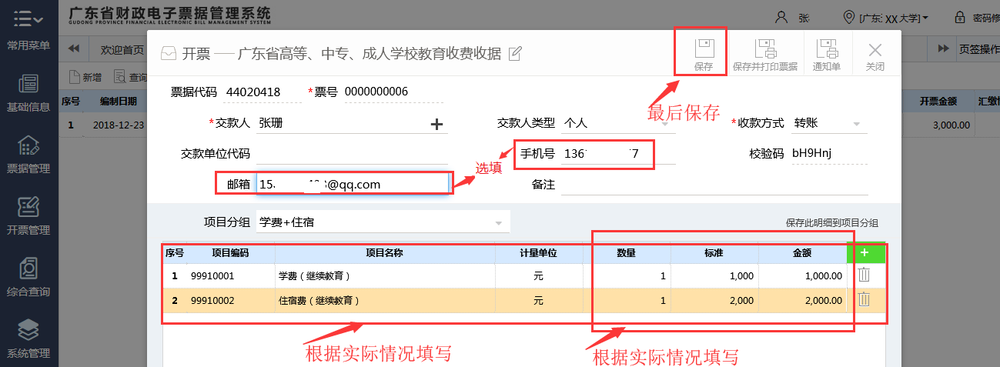 广东省财政电子票据管理系统
GUDONG PROVINCE FINANCIAL ELECTRONIC BILL MANAGEMENT SYSTEM
张
[广东 XX 大学]
密码修
常用菜单
基础信息
票据管理
开票管理
综合查询
系统管理
欢迎首页
页签操作
新增
查询
序号 编制日期
开票金额 汇缴
1 2018-12-23
3,000.00
开票 —— 广东省高等、中专、成人学校教育收费收据
保存
保存并打印票据
通知单
关闭
票据代码 44020418 *票号 0000000006
最后保存
*交款人 张珊 交款人类型 个人 *收款方式 转账
交款单位代码 手机号 136 7 校验码 bH9Hnj
选填
邮箱 15 @qq.com 备注
项目分组 学费+住宿 保存此明细到项目分组
序号 项目编码 项目名称 计量单位 数量 标准 金额 +
1 99910001 学费（继续教育） 元 1 1,000 1,000.00
2 99910002 住宿费（继续教育） 元 1 2,000 2,000.00
根据实际情况填写
根据实际情况填写